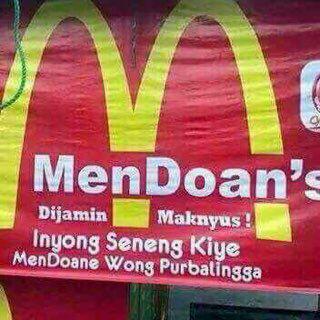 MenDoan's
Dijamin Maknyus !
Inyong Seneng Kiye
MenDoane Wong Purbalingga